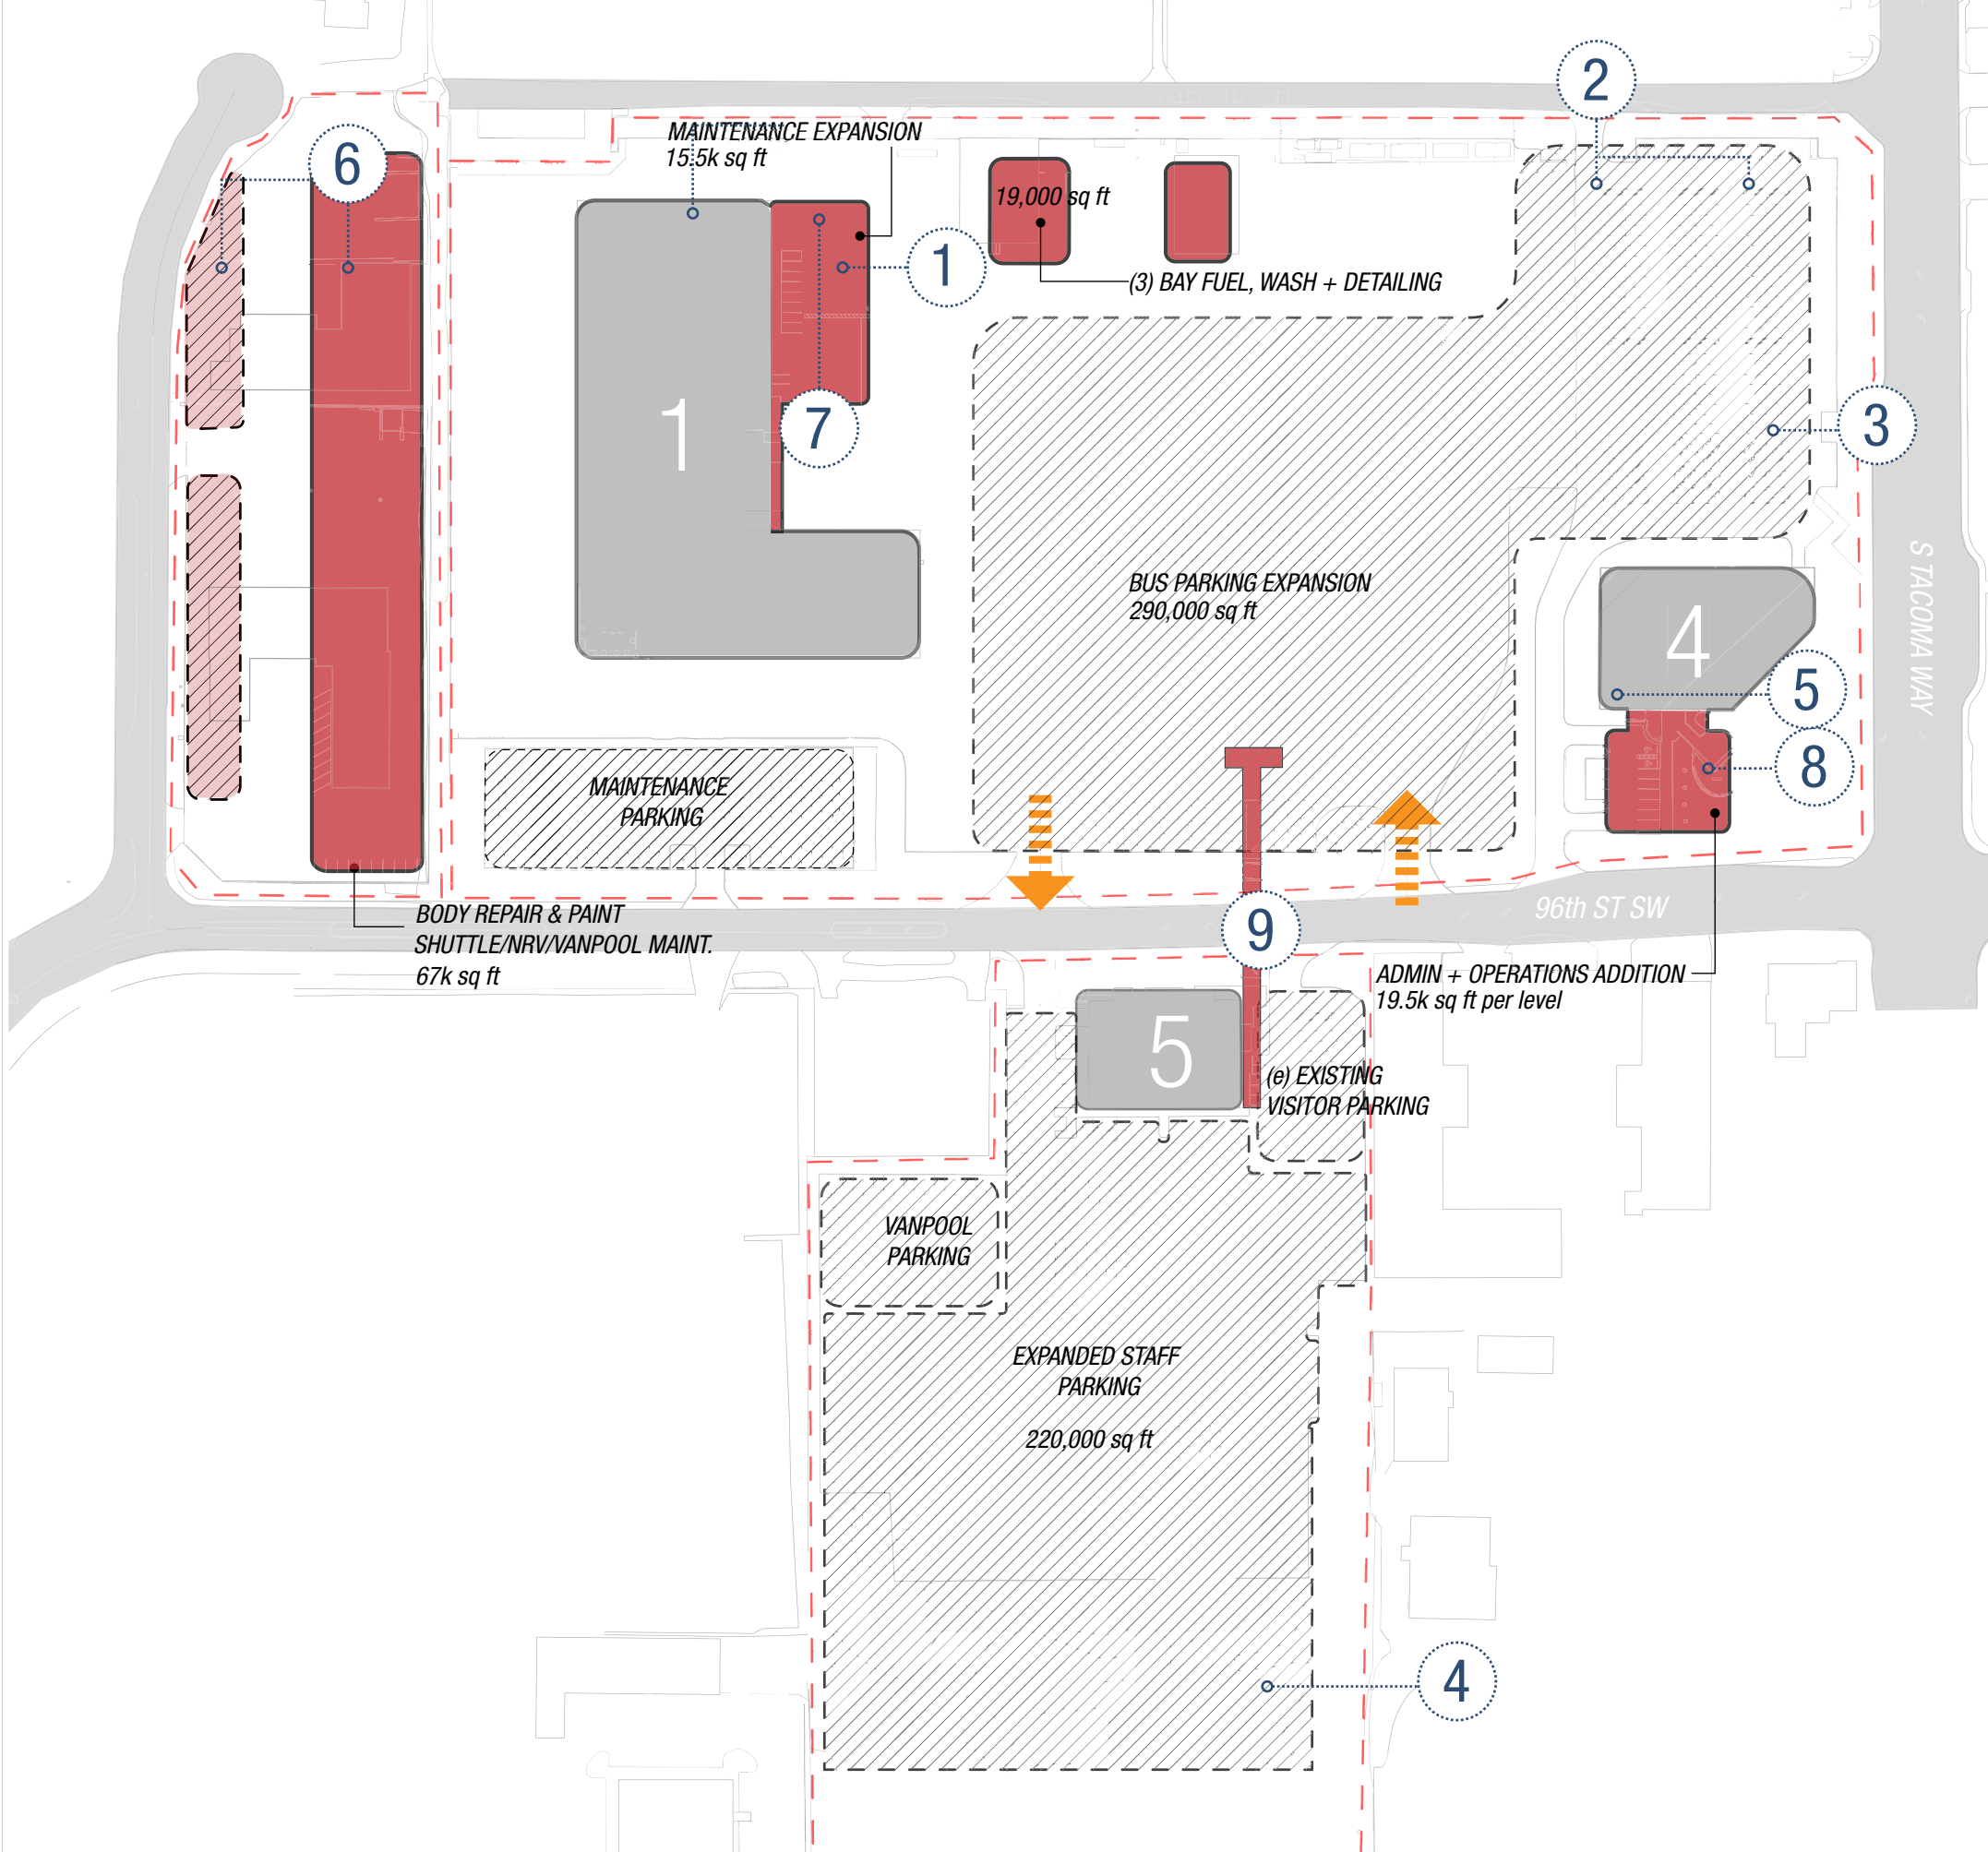 2
MAINTENANCE EXPANSION
15.5k sq ft
6
19,000 sq ft
1
(3) BAY FUEL, WASH + DETAILING
1
7
3
BUS PARKING EXPANSION
290,000 sq ft
S TACOMA WAY
4
5
8
MAINTENANCE
PARKING
BODY REPAIR & PAINT
SHUTTLE/NRV/VANPOOL MAINT.
67k sq ft
9
96th ST SW
ADMIN + OPERATIONS ADDITION
19.5k sq ft per level
5
(e) EXISTING
VISITOR PARKING
VANPOOL
PARKING
EXPANDED STAFF
PARKING
220,000 sq ft
4